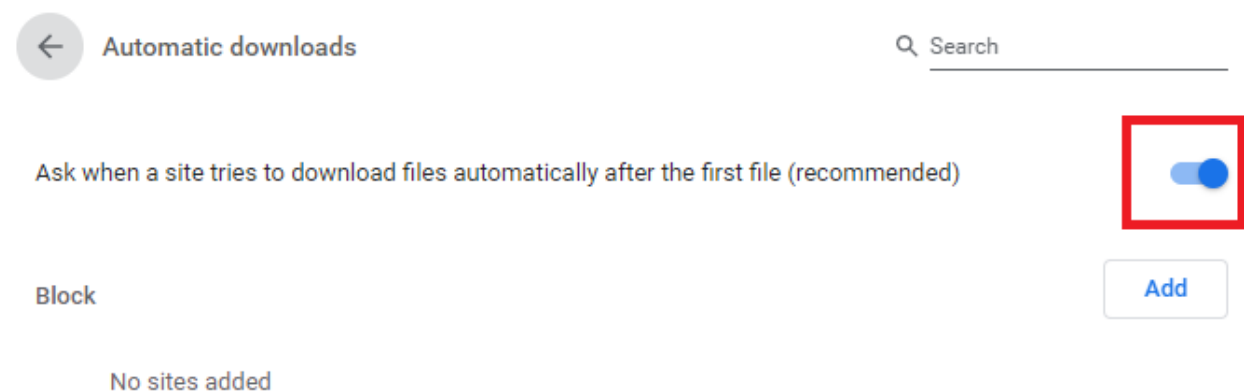 Automatic downloads
Search
Ask when a site tries to download files automatically after the first file (recommended)
Block
Add
No sites added